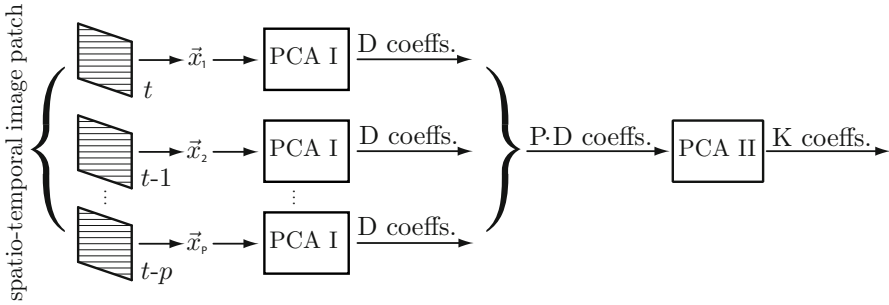 spatio-temporal image patch
t
x⃗₁
PCA I
D coeffs.
t-1
x⃗₂
PCA I
D coeffs.
⋮
⋮
t-p
x⃗ₚ
PCA I
D coeffs.
P·D coeffs.
PCA II
K coeffs.